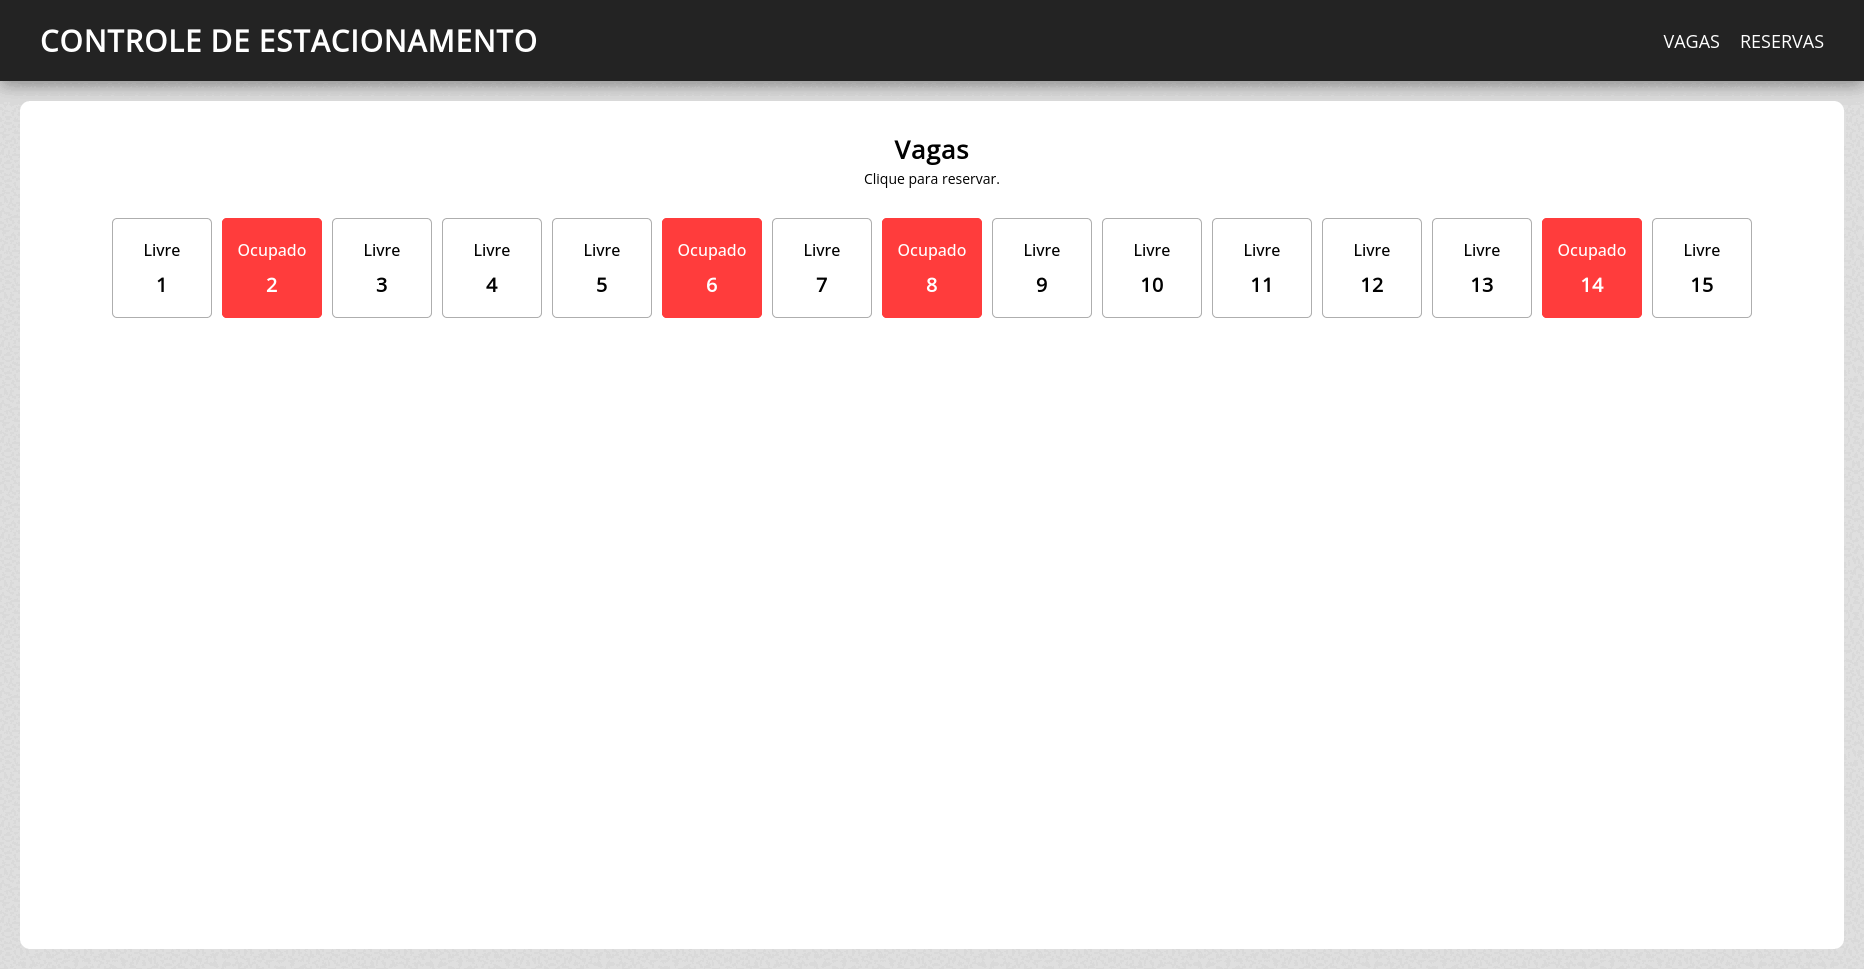 CONTROLE DE ESTACIONAMENTO VAGAS RESERVAS
Vagas
Clique para reservar.
Livre Ocupado Livre Livre Livre Ocupado Livre Ocupado Livre Livre Livre Livre Livre Ocupado Livre
1 2 3 4 5 6 7 8 9 10 11 12 13 14 15